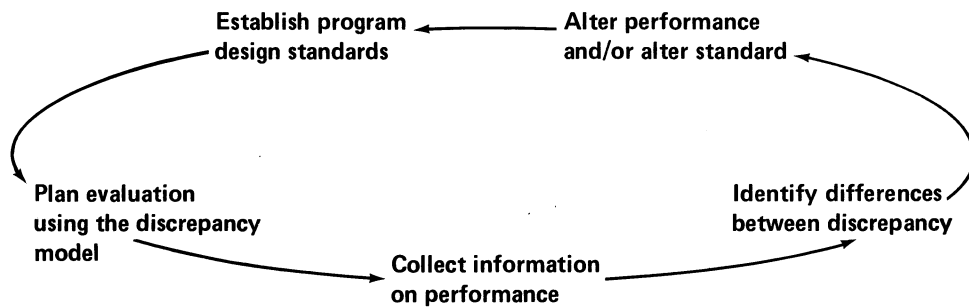 Establish program
design standards
Alter performance
and/or alter standard
Plan evaluation
using the discrepancy
model
Collect information
on performance
Identify differences
between discrepancy